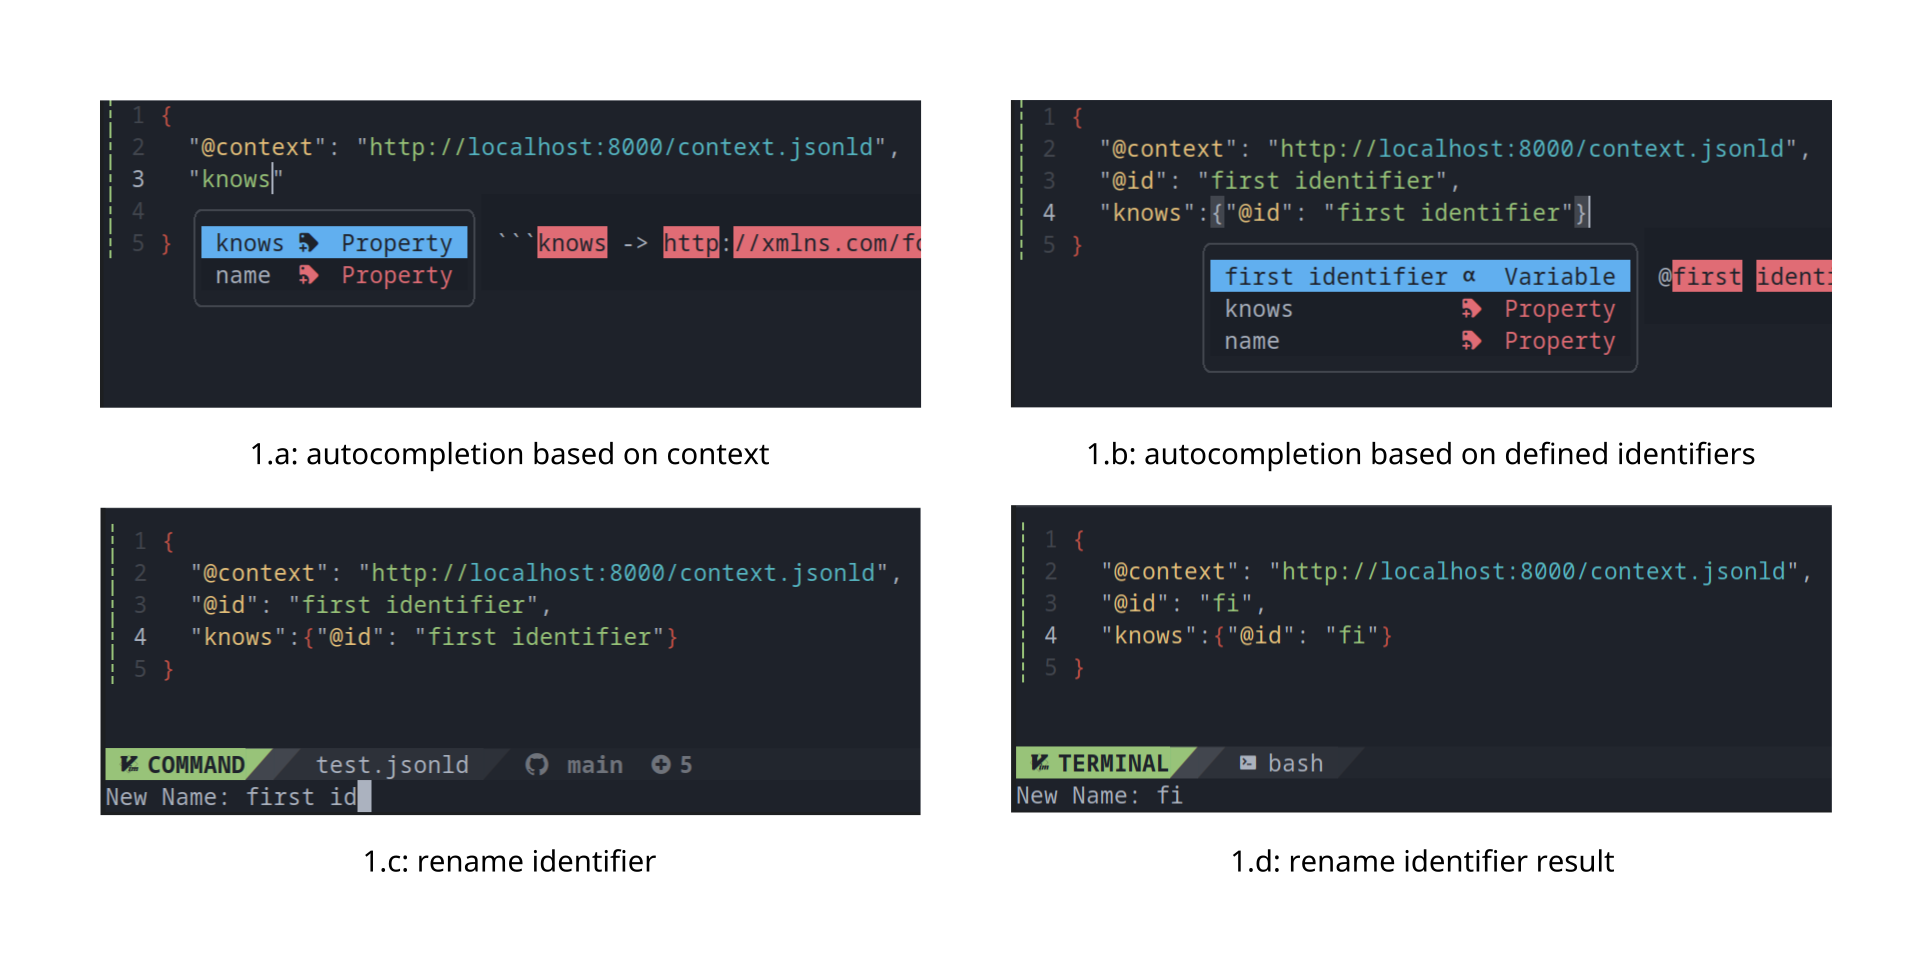 1 {
2 "@context": "http://localhost:8000/context.jsonld",
3 "knows"
4
5 }
knows Property
name Property
```knows -> http://xmlns.com/fo
1.a: autocompletion based on context
1 {
2 "@context": "http://localhost:8000/context.jsonld",
3 "@id": "first identifier",
4 "knows":{"@id": "first identifier"}
5 }
first identifier α Variable
knows Property
name Property
@first identi
1.b: autocompletion based on defined identifiers
1 {
2 "@context": "http://localhost:8000/context.jsonld",
3 "@id": "first identifier",
4 "knows":{"@id": "first identifier"}
5 }
COMMAND test.jsonld main 5
New Name: first id
1.c: rename identifier
1 {
2 "@context": "http://localhost:8000/context.jsonld",
3 "@id": "fi",
4 "knows":{"@id": "fi"}
5 }
TERMINAL bash
New Name: fi
1.d: rename identifier result